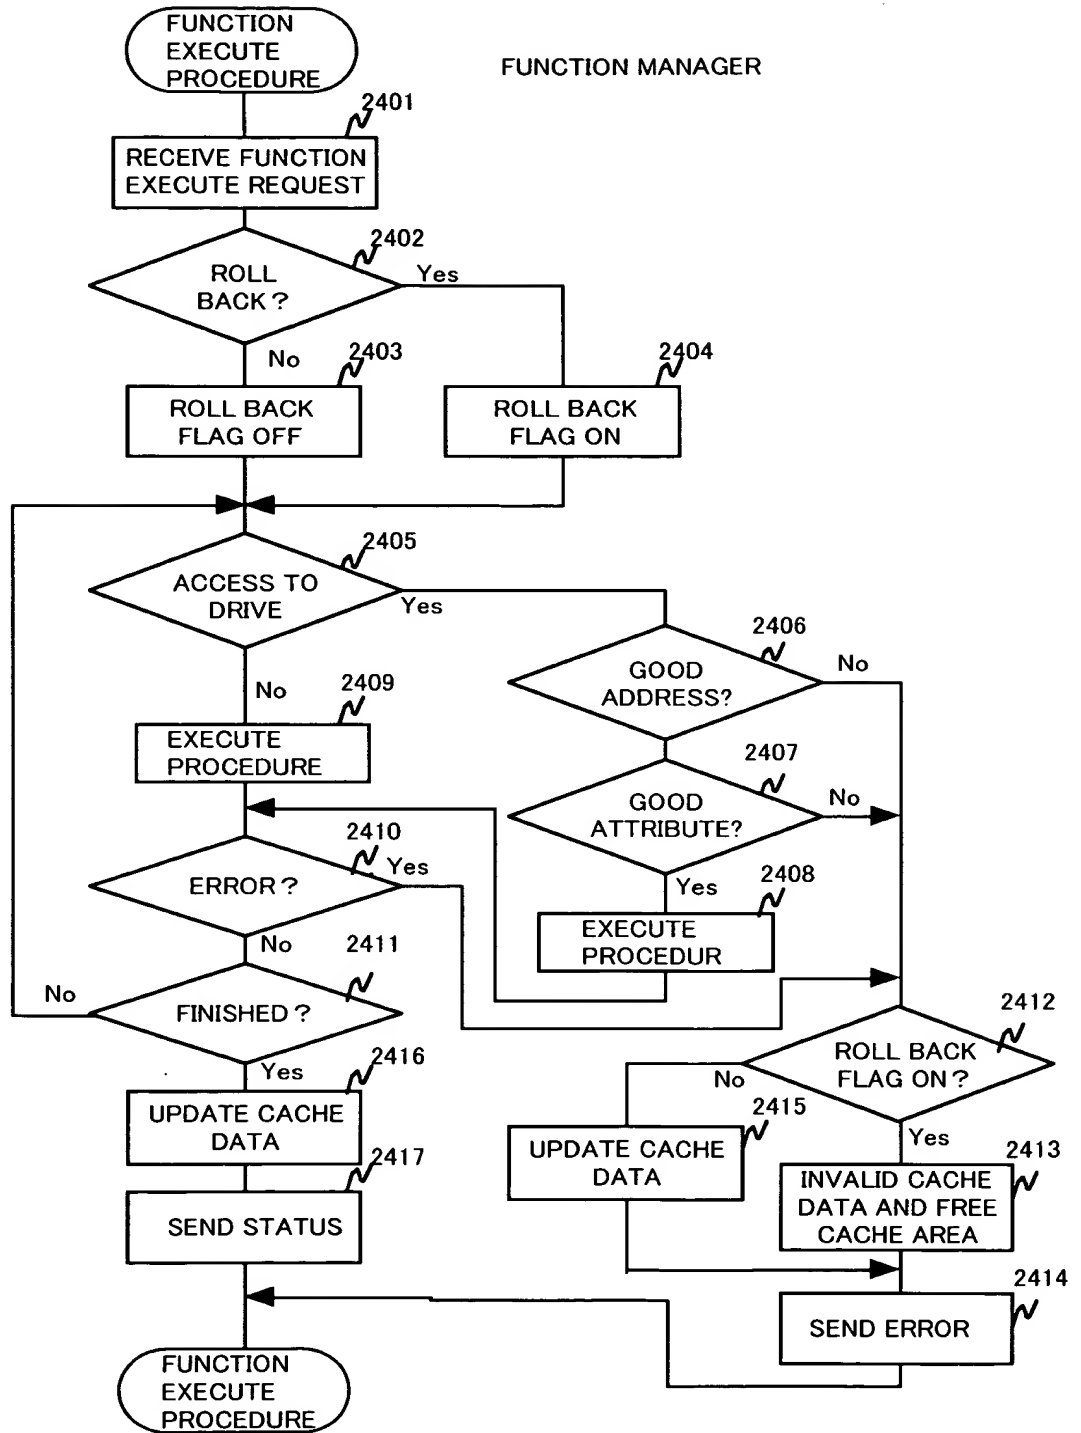 FUNCTION
EXECUTE
PROCEDURE
FUNCTION MANAGER
2401
RECEIVE FUNCTION
EXECUTE REQUEST
2402
ROLL
BACK?
Yes
No
2403
ROLL BACK
FLAG OFF
2404
ROLL BACK
FLAG ON
2405
ACCESS TO
DRIVE
Yes
2406
GOOD
ADDRESS?
No
No
2409
EXECUTE
PROCEDURE
2407
GOOD
ATTRIBUTE?
No
2410
ERROR?
Yes
Yes
2408
EXECUTE
PROCEDUR
No
2411
FINISHED?
No
Yes
2412
ROLL BACK
FLAG ON?
No
Yes
2416
UPDATE CACHE
DATA
2415
UPDATE CACHE
DATA
2413
INVALID CACHE
DATA AND FREE
CACHE AREA
2417
SEND STATUS
2414
SEND ERROR
FUNCTION
EXECUTE
PROCEDURE